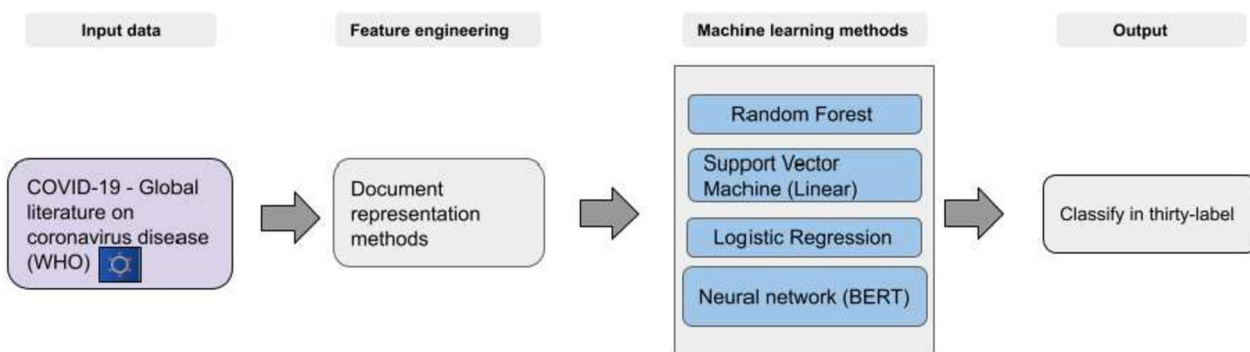 Input data
Feature engineering
Machine learning methods
Output
COVID-19 - Global
literature on
coronavirus disease
(WHO)
Document
representation
methods
Random Forest
Support Vector
Machine (Linear)
Logistic Regression
Neural network (BERT)
Classify in thirty-label